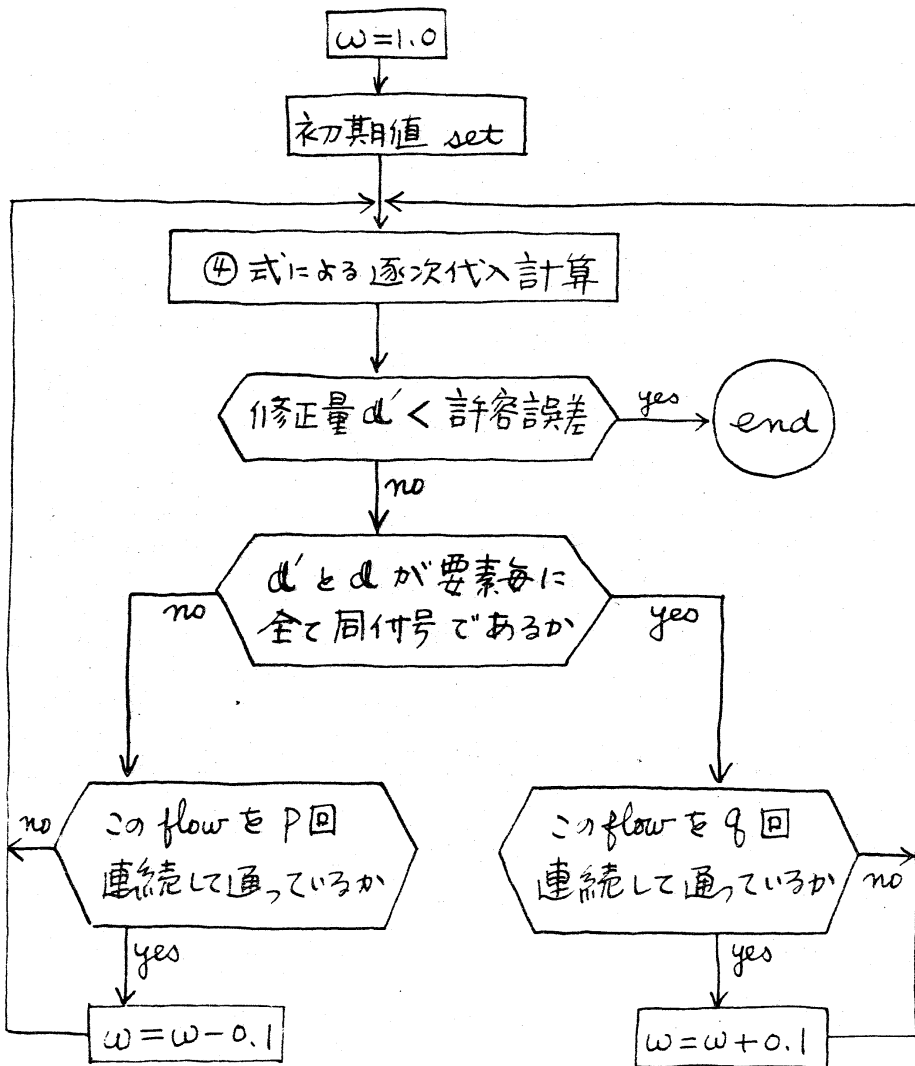 ω=1.0
初期値 set
④式による逐次代入計算
修正量 d′ < 許容誤差
yes
end
no
d′とdが要素毎に
全て同符号であるか
no
yes
このflowをp回
連続して通っているか
no
yes
ω=ω-0.1
このflowをq回
連続して通っているか
no
yes
ω=ω+0.1